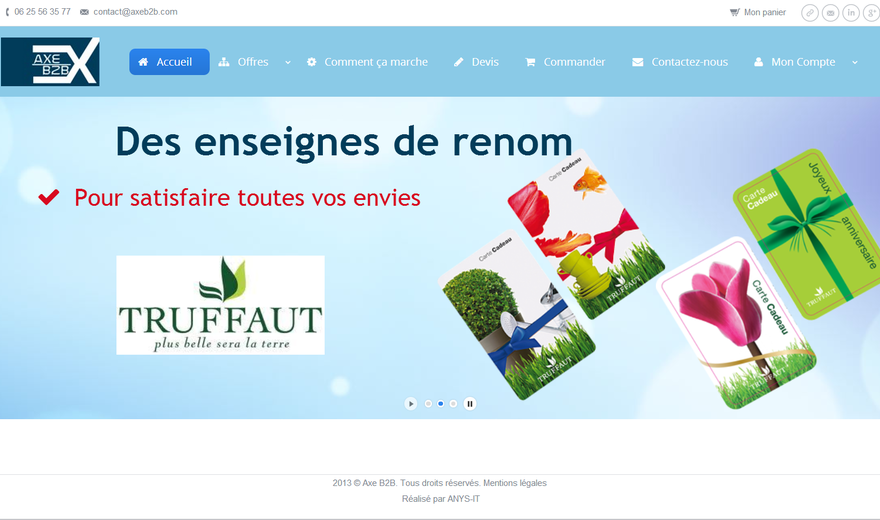 06 25 56 35 77 contact@axeb2b.com Mon panier
AXE B2B X
Accueil Offres Comment ça marche Devis Commander Contactez-nous Mon Compte
Des enseignes de renom
Pour satisfaire toutes vos envies
TRUFFAUT
plus belle sera la terre
Carte Cadeau
TRUFFAUT
Carte Cadeau
TRUFFAUT
Carte Cadeau
TRUFFAUT
Carte Cadeau
Joyeux anniversaire
TRUFFAUT
2013 © Axe B2B. Tous droits réservés. Mentions légales
Réalisé par ANYS-IT